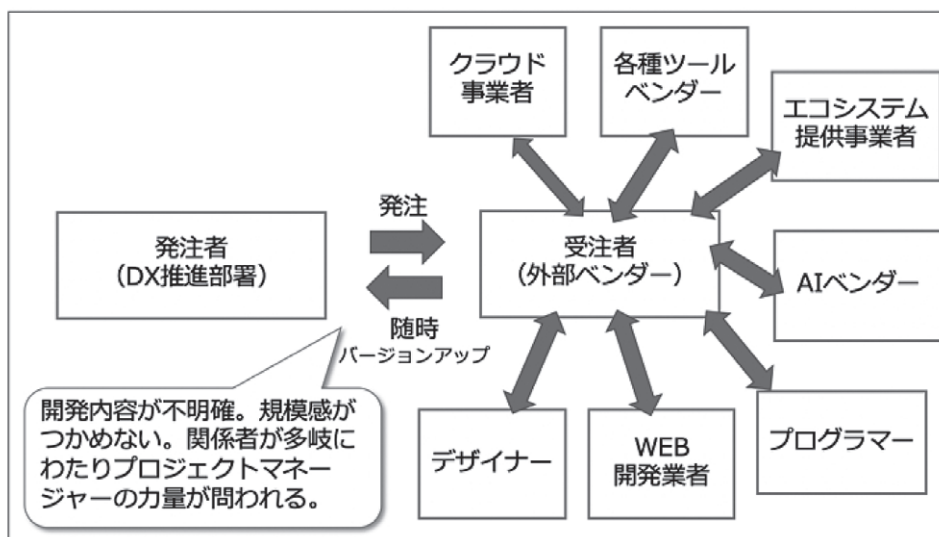 クラウド
事業者
各種ツール
ベンダー
エコシステム
提供事業者
発注者
（DX推進部署）
発注
随時
バージョンアップ
受注者
（外部ベンダー）
AIベンダー
開発内容が不明確。規模感が
つかめない。関係者が多岐に
わたりプロジェクトマネー
ジャーの力量が問われる。
デザイナー
WEB
開発業者
プログラマー